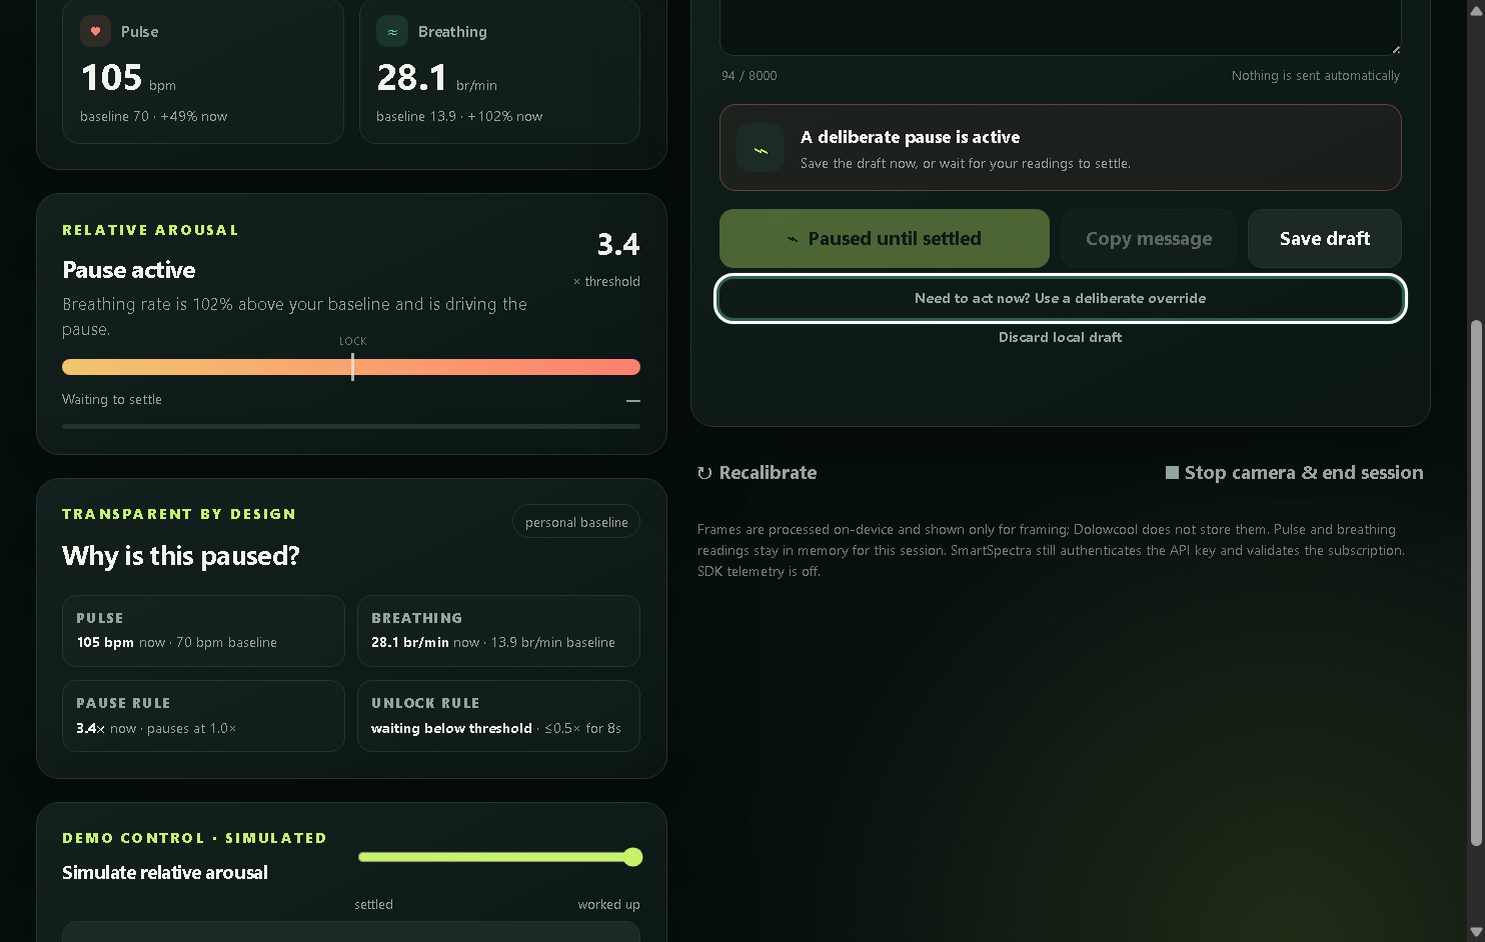 Pulse
105 bpm
baseline 70 · +49% now
≈ Breathing
28.1 br/min
baseline 13.9 · +102% now
RELATIVE AROUSAL
Pause active
3.4
× threshold
Breathing rate is 102% above your baseline and is driving the
pause.
LOCK
Waiting to settle —
TRANSPARENT BY DESIGN
personal baseline
Why is this paused?
PULSE
105 bpm now · 70 bpm baseline
BREATHING
28.1 br/min now · 13.9 br/min baseline
PAUSE RULE
3.4× now · pauses at 1.0×
UNLOCK RULE
waiting below threshold · ≤0.5× for 8s
DEMO CONTROL · SIMULATED
Simulate relative arousal
settled worked up
94 / 8000 Nothing is sent automatically
A deliberate pause is active
Save the draft now, or wait for your readings to settle.
Paused until settled Copy message Save draft
Need to act now? Use a deliberate override
Discard local draft
↻ Recalibrate ■ Stop camera & end session
Frames are processed on-device and shown only for framing; Dolowcool does not store them. Pulse and breathing
readings stay in memory for this session. SmartSpectra still authenticates the API key and validates the subscription.
SDK telemetry is off.